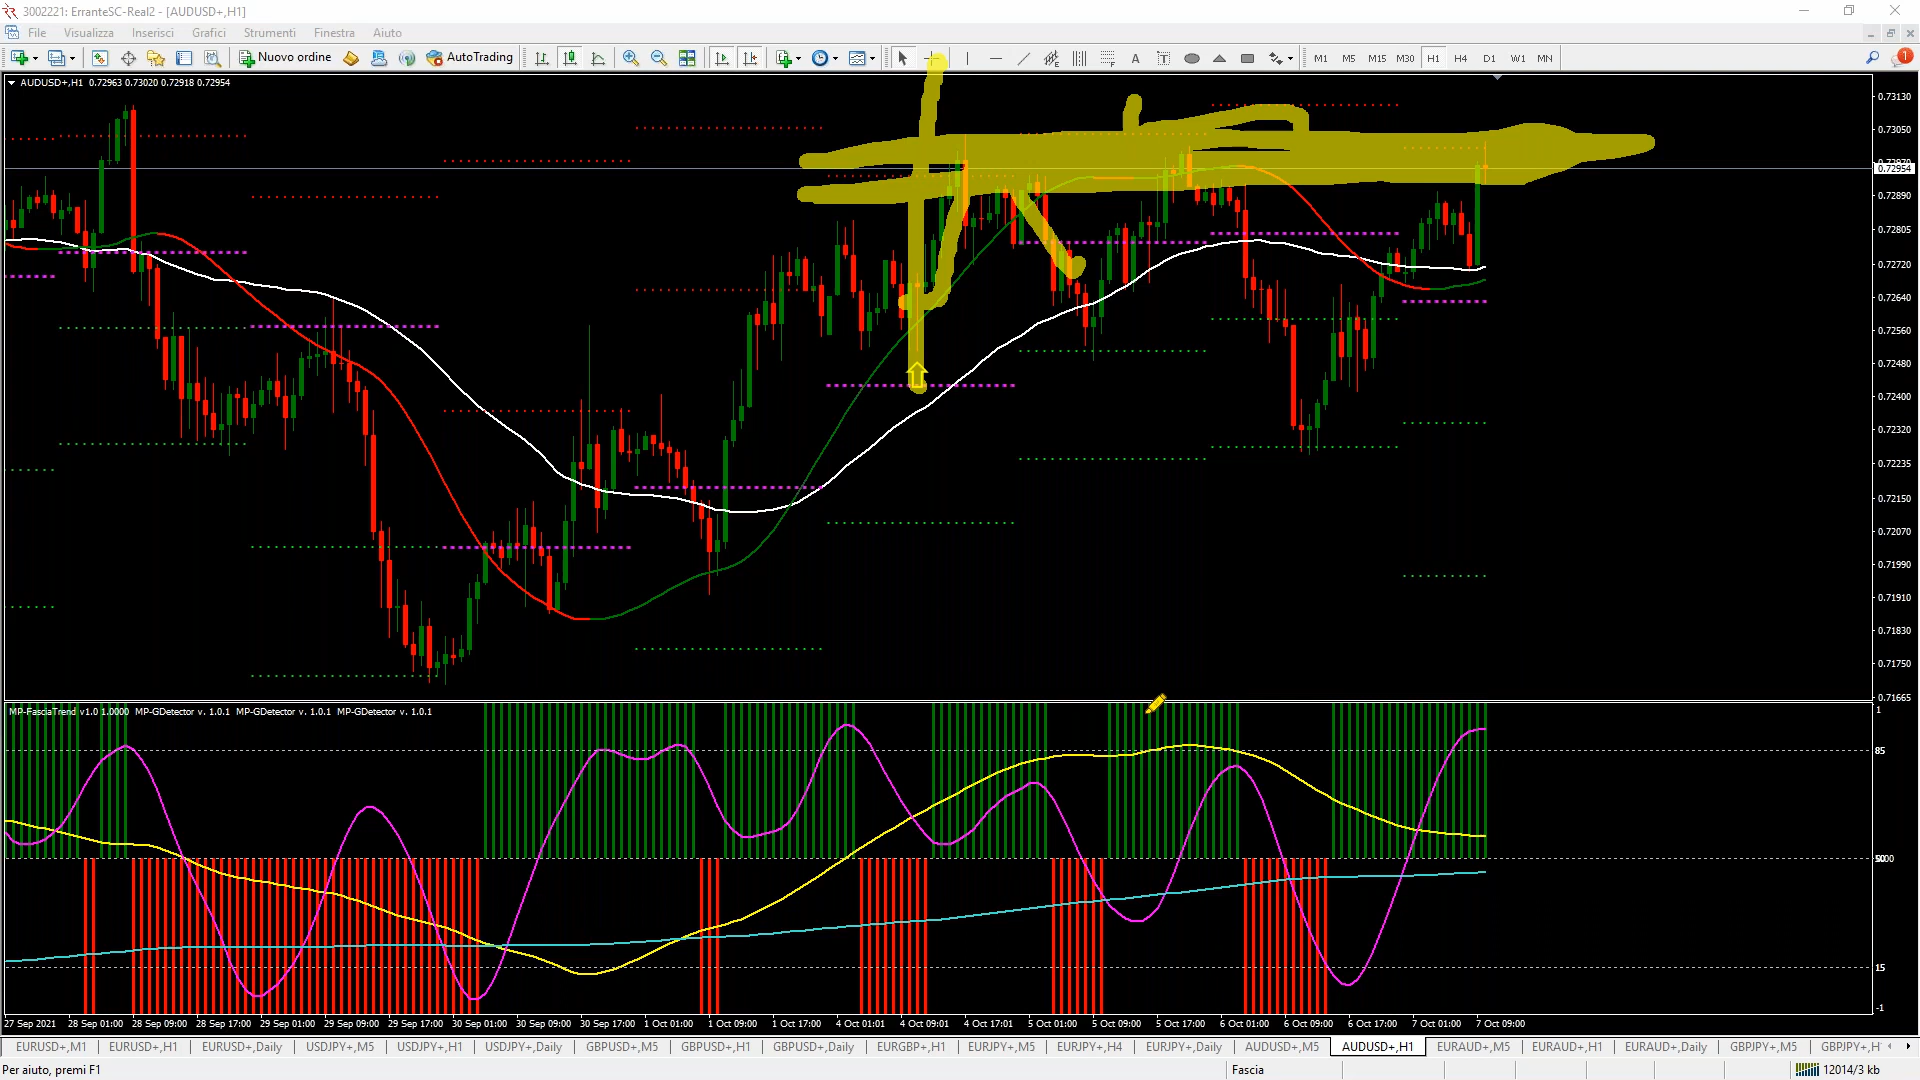 3002221: ErranteSC-Real2 - [AUDUSD+,H1]
File Visualizza Inserisci Grafici Strumenti Finestra Aiuto
Nuovo ordine AutoTrading A T M1 M5 M15 M30 H1 H4 D1 W1 MN 1
AUDUSD+,H1 0.72963 0.73020 0.72918 0.72954
0.73130
0.73050
0.72954
0.72890
0.72805
0.72720
0.72640
0.72560
0.72480
0.72400
0.72320
0.72235
0.72150
0.72070
0.71990
0.71910
0.71830
0.71750
0.71665
MP-FasciaTrend v1.0 1.0000 MP-GDetector v. 1.0.1 MP-GDetector v. 1.0.1 MP-GDetector v. 1.0.1
1
85
15
-1
27 Sep 2021 28 Sep 01:00 28 Sep 09:00 28 Sep 17:00 29 Sep 01:00 29 Sep 09:00 29 Sep 17:00 30 Sep 01:00 30 Sep 09:00 30 Sep 17:00 1 Oct 01:00 1 Oct 09:00 1 Oct 17:00 4 Oct 01:01 4 Oct 09:01 4 Oct 17:01 5 Oct 01:00 5 Oct 09:00 5 Oct 17:00 6 Oct 01:00 6 Oct 09:00 6 Oct 17:00 7 Oct 01:00 7 Oct 09:00
EURUSD+,M1 EURUSD+,H1 EURUSD+,Daily USDJPY+,M5 USDJPY+,H1 USDJPY+,Daily GBPUSD+,M5 GBPUSD+,H1 GBPUSD+,Daily EURGBP+,H1 EURJPY+,M5 EURJPY+,H4 EURJPY+,Daily AUDUSD+,M5 AUDUSD+,H1 EURAUD+,M5 EURAUD+,H1 EURAUD+,Daily GBPJPY+,M5 GBPJPY+,H
Per aiuto, premi F1 Fascia 12014/3 kb